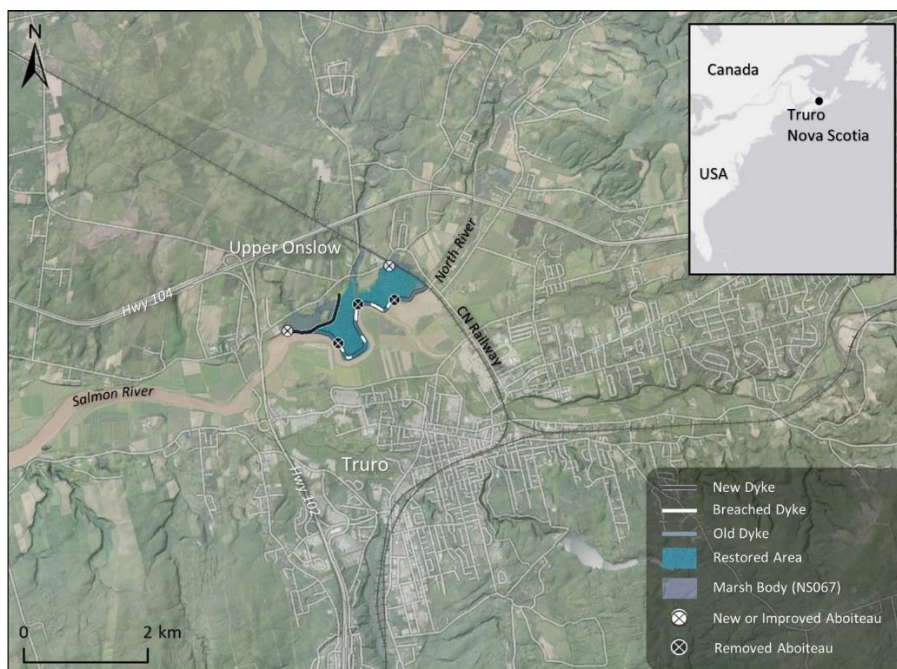 N
Canada
Truro
Nova Scotia
USA
Upper Onslow
North River
Hwy 104
CN Railway
Salmon River
Truro
Hwy 102
New Dyke
Breached Dyke
Old Dyke
Restored Area
Marsh Body (NS067)
New or Improved Aboiteau
Removed Aboiteau
0
2 km